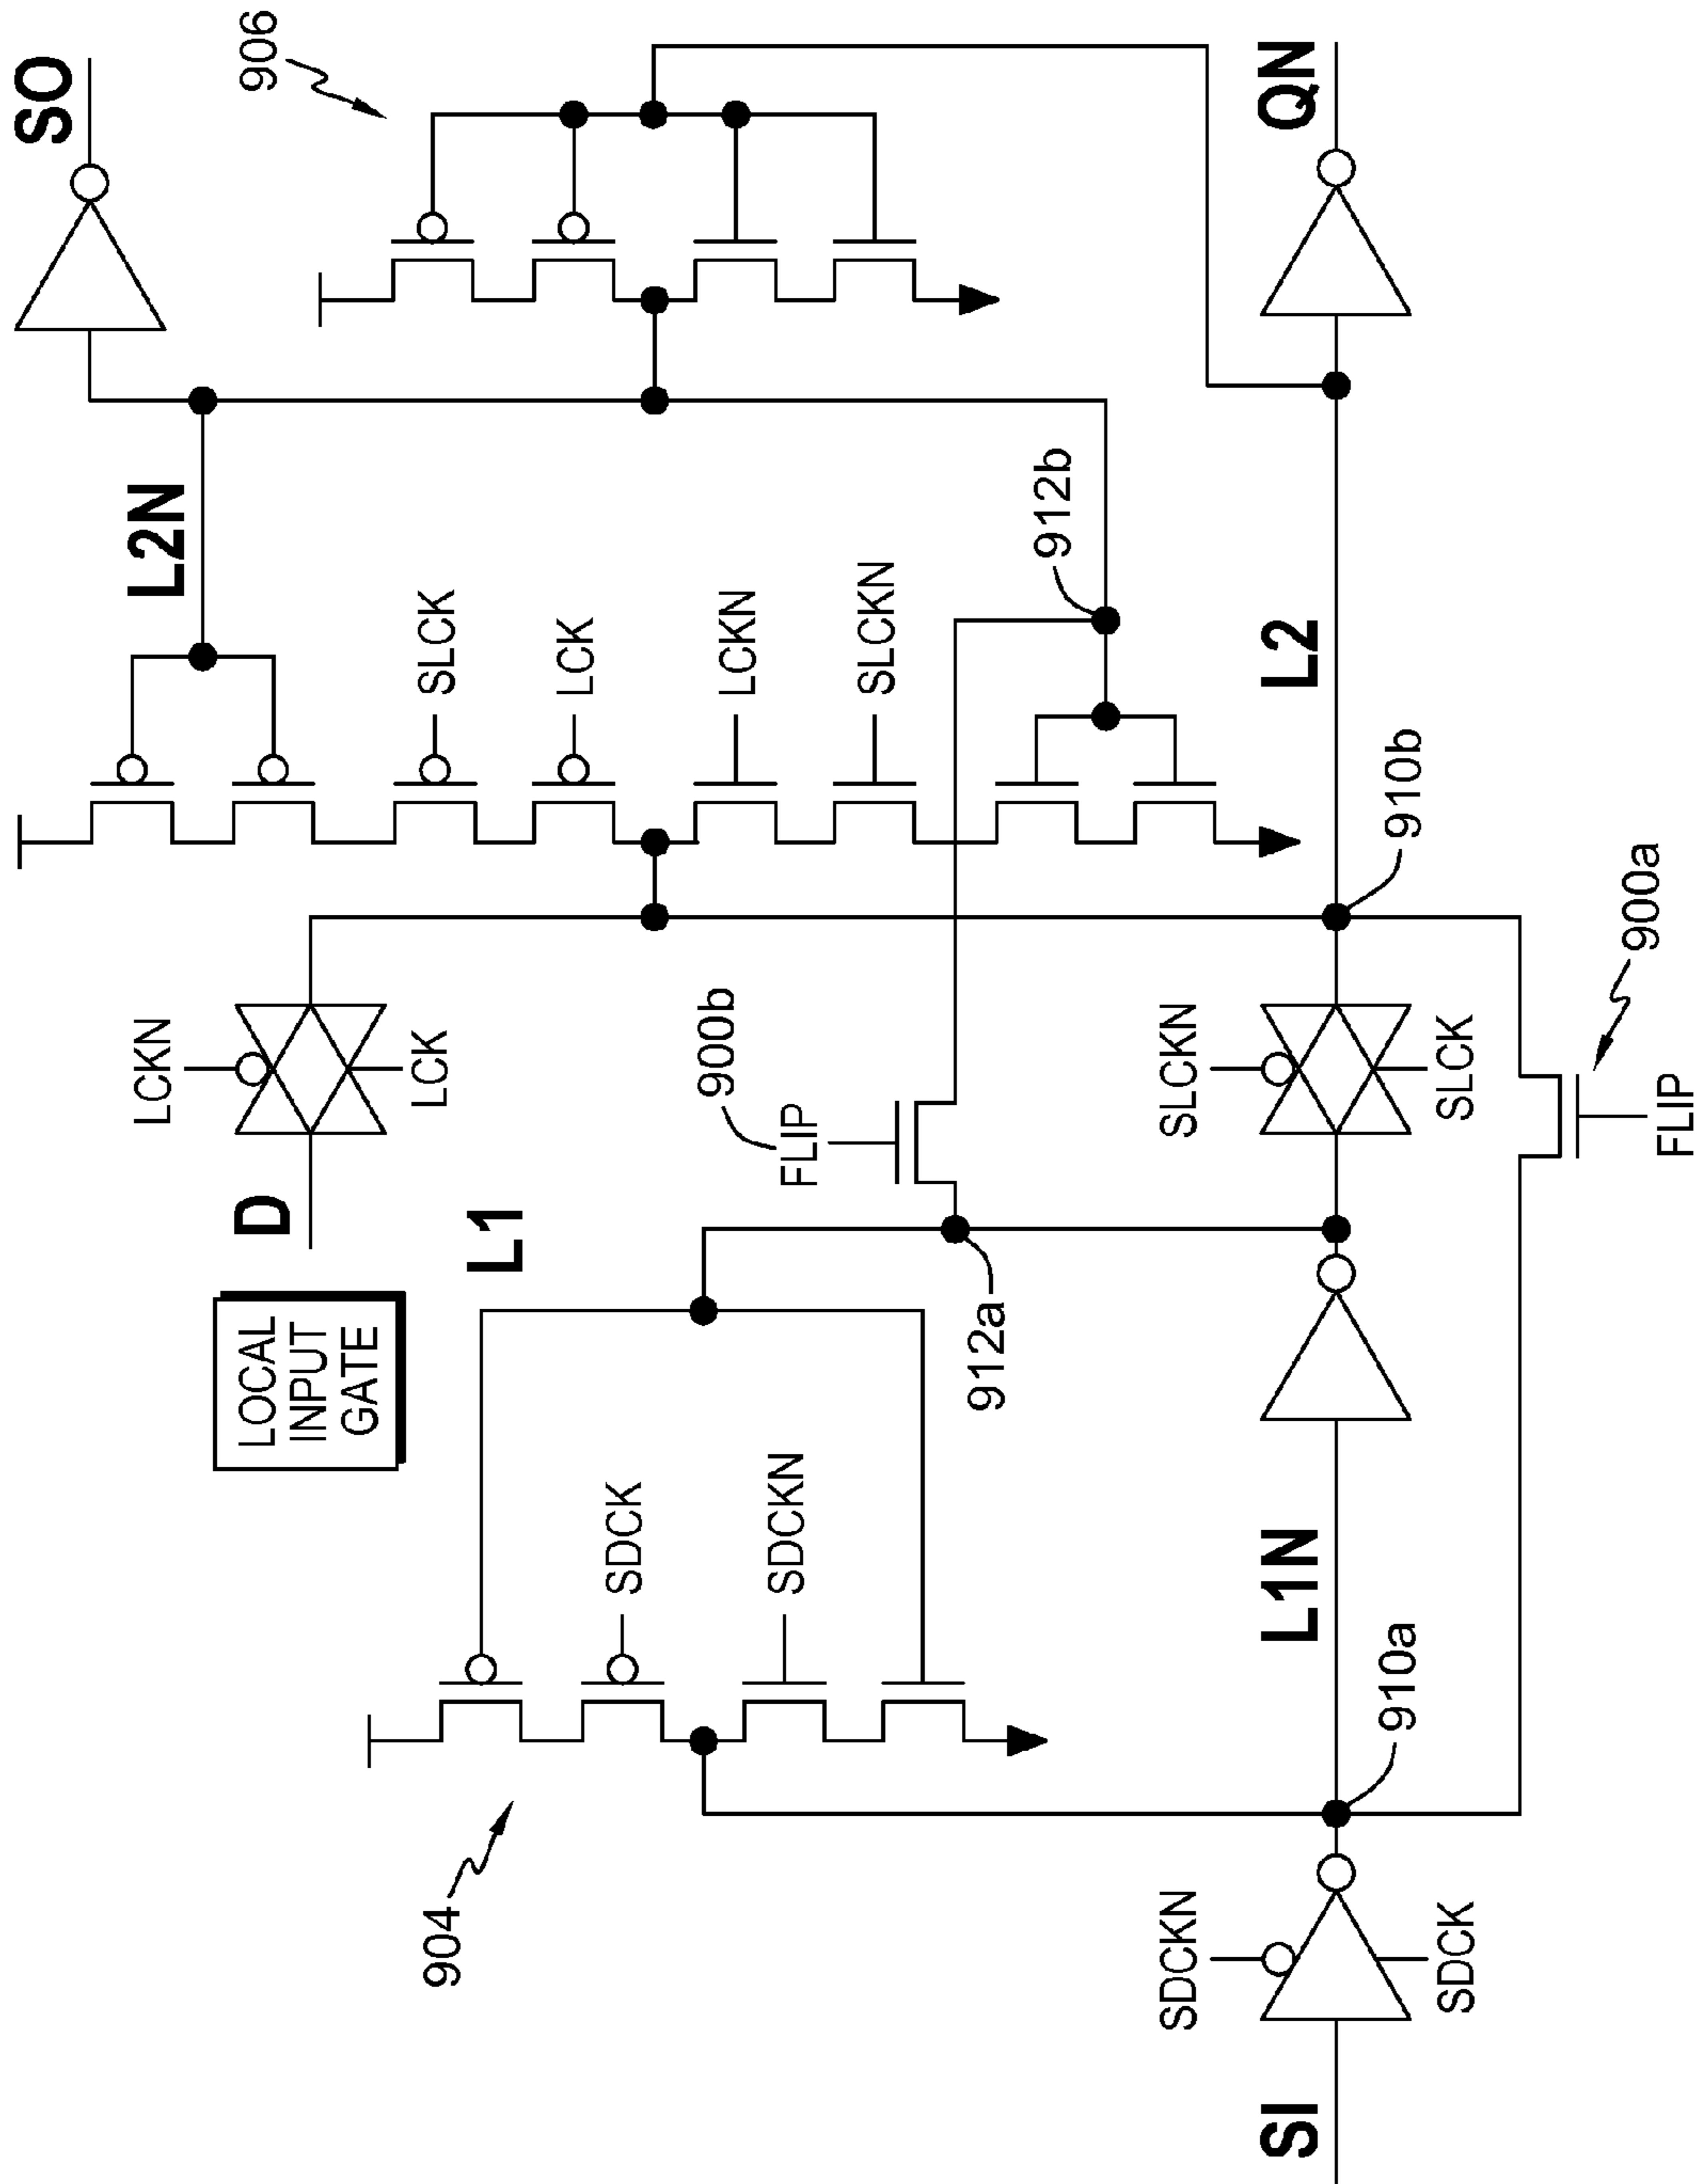 SO
906
QN
L2N
SLCK
LCK
LCKN
SLCKN
912b
L2
910b
LCKN
LCK
D
LOCAL
INPUT
GATE
L1
900b
FLIP
SLCKN
SLCK
900a
FLIP
912a
SDCK
SDCKN
L1N
910a
904
SDCKN
SDCK
SI